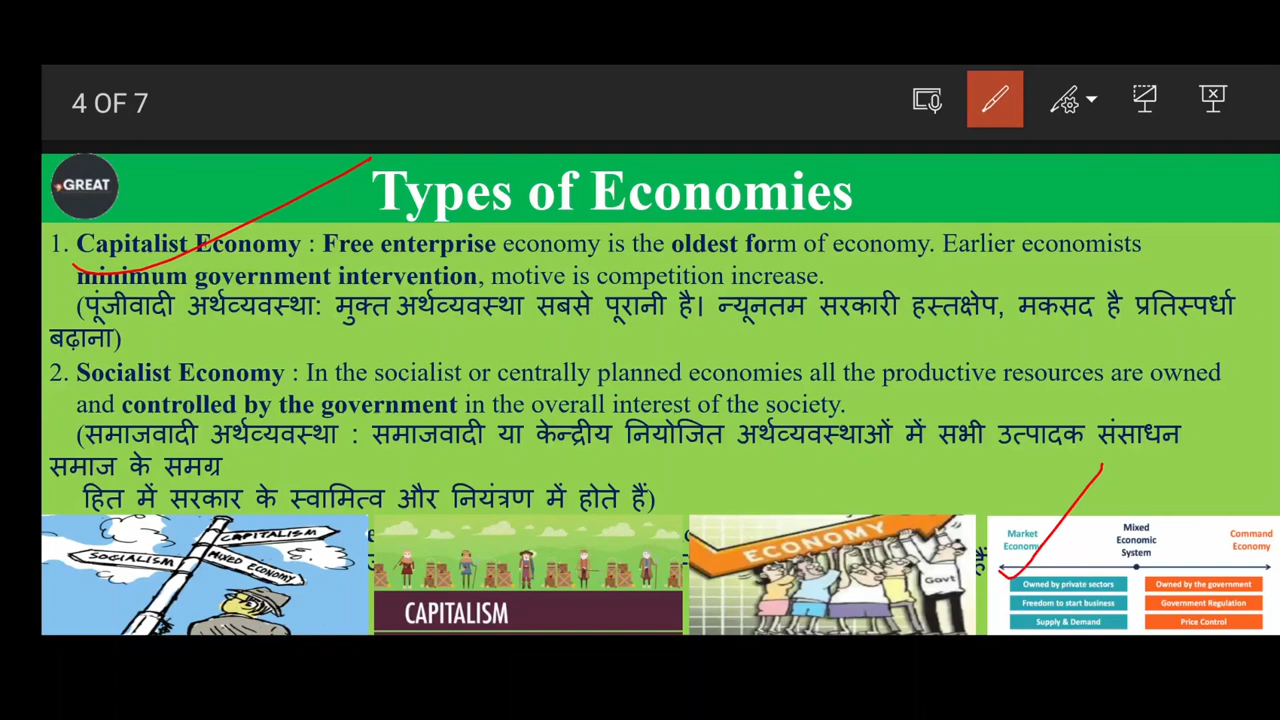 4 OF 7
GREAT
Types of Economies
1. Capitalist Economy : Free enterprise economy is the oldest form of economy. Earlier economists
minimum government intervention, motive is competition increase.
(पूंजीवादी अर्थव्यवस्था: मुक्त अर्थव्यवस्था सबसे पूरानी है। न्यूनतम सरकारी हस्तक्षेप, मकसद है प्रतिस्पर्धा
बढ़ाना)
2. Socialist Economy : In the socialist or centrally planned economies all the productive resources are owned
and controlled by the government in the overall interest of the society.
(समाजवादी अर्थव्यवस्था : समाजवादी या केन्द्रीय नियोजित अर्थव्यवस्थाओं में सभी उत्पादक संसाधन
समाज के समग्र
हित में सरकार के स्वामित्व और नियंत्रण में होते हैं)
CAPITALISM
SOCIALISM
MIXED ECONOMY
CAPITALISM
ECONOMY
Govt
Market
Economy
Mixed
Economic
System
Command
Economy
Owned by private sectors
Owned by the government
Freedom to start business
Government Regulation
Supply & Demand
Price Control